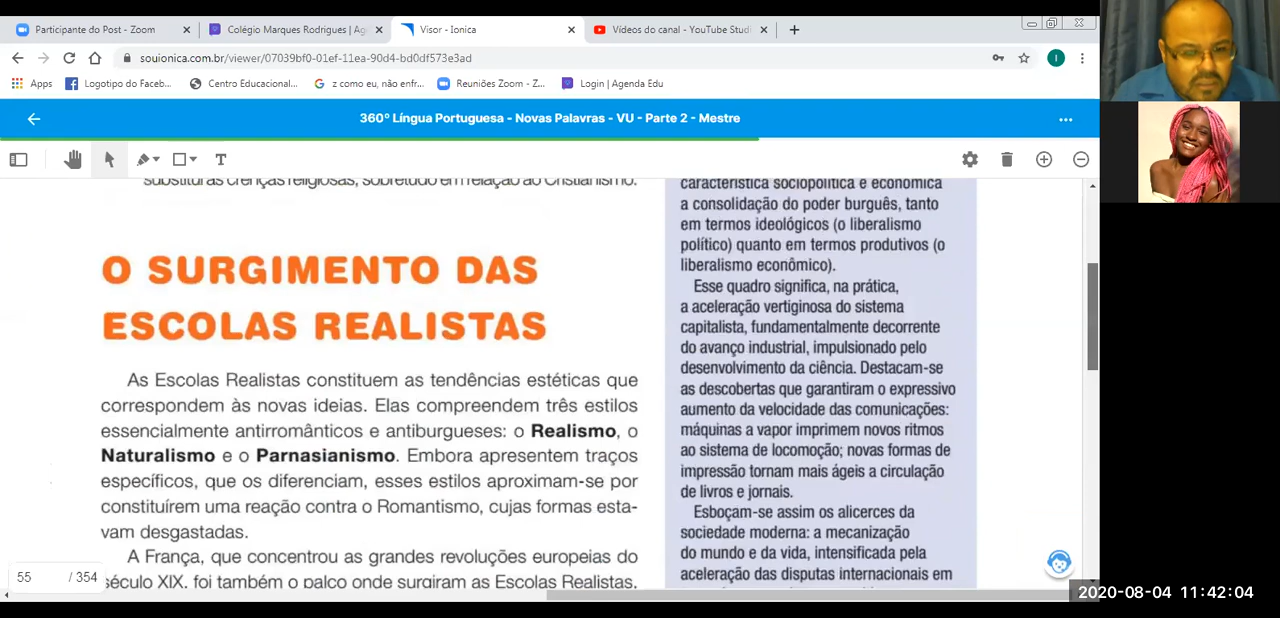 Participante do Post - Zoom
Colégio Marques Rodrigues | Ag
Visor - Ionica
Vídeos do canal - YouTube Studi
souionica.com.br/viewer/07039bf0-01ef-11ea-90d4-bd0df573e3ad
I
Apps
Logotipo do Faceb...
Centro Educacional...
z como eu, não enfr...
Reuniões Zoom - Z...
Login | Agenda Edu
360º Língua Portuguesa - Novas Palavras - VU - Parte 2 - Mestre
T
substituir as crenças religiosas, sobretudo em relação ao Cristianismo.
O SURGIMENTO DAS
ESCOLAS REALISTAS
As Escolas Realistas constituem as tendências estéticas que
correspondem às novas ideias. Elas compreendem três estilos
essencialmente antirromânticos e antiburgueses: o Realismo, o
Naturalismo e o Parnasianismo. Embora apresentem traços
específicos, que os diferenciam, esses estilos aproximam-se por
constituírem uma reação contra o Romantismo, cujas formas esta-
vam desgastadas.
A França, que concentrou as grandes revoluções europeias do
século XIX, foi também o palco onde surgiram as Escolas Realistas.
característica sociopolítica e econômica
a consolidação do poder burguês, tanto
em termos ideológicos (o liberalismo
político) quanto em termos produtivos (o
liberalismo econômico).
Esse quadro significa, na prática,
a aceleração vertiginosa do sistema
capitalista, fundamentalmente decorrente
do avanço industrial, impulsionado pelo
desenvolvimento da ciência. Destacam-se
as descobertas que garantiram o expressivo
aumento da velocidade das comunicações:
máquinas a vapor imprimem novos ritmos
ao sistema de locomoção; novas formas de
impressão tornam mais ágeis a circulação
de livros e jornais.
Esboçam-se assim os alicerces da
sociedade moderna: a mecanização
do mundo e da vida, intensificada pela
aceleração das disputas internacionais em
55 / 354
2020-08-04 11:42:04